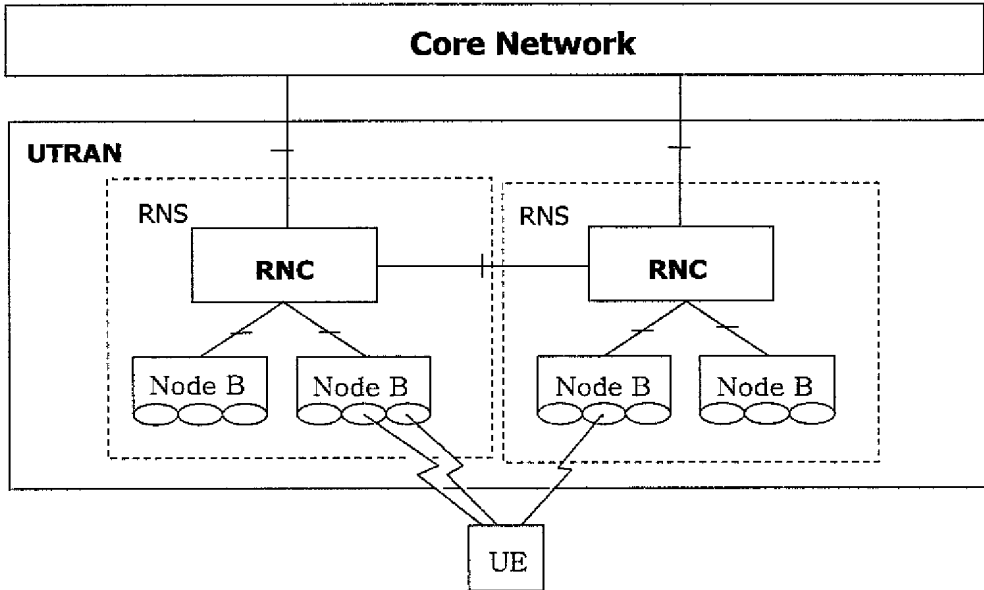 Core Network
UTRAN
RNS
RNS
RNC
RNC
Node B
Node B
Node B
Node B
UE